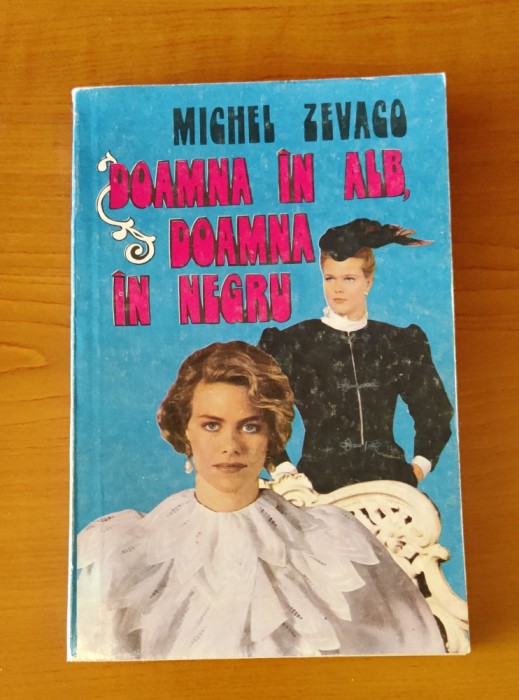 MICHEL ZEVACO
DOAMNA ÎN ALB,
DOAMNA
ÎN NEGRU